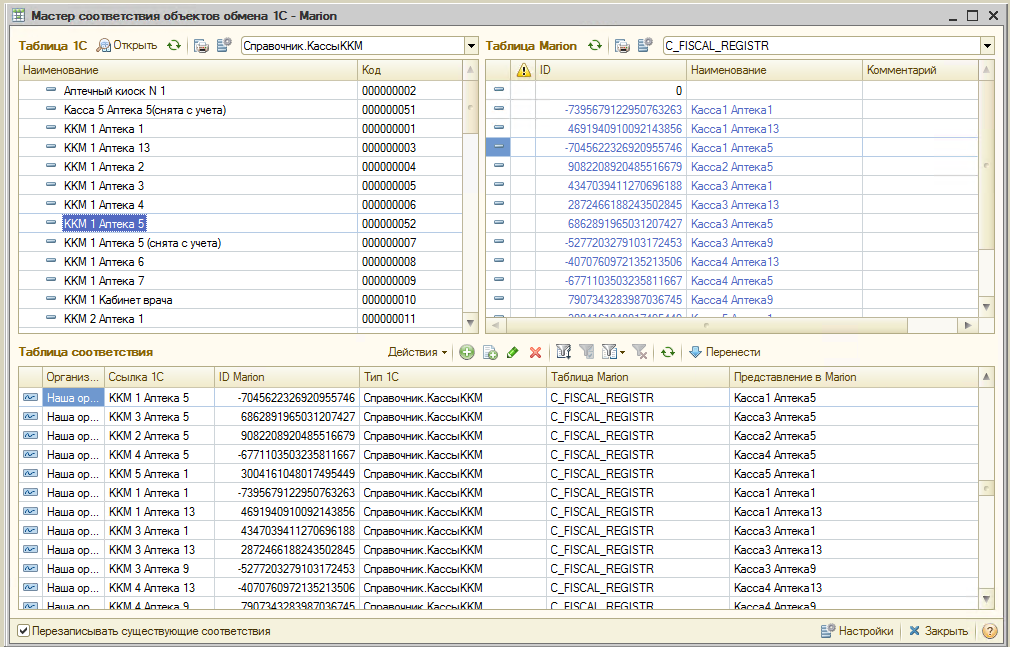 Мастер соответствия объектов обмена 1С - Marion
Таблица 1С Открыть Справочник.КассыККМ
Наименование Код
Аптечный киоск N 1 000000002
Касса 5 Аптека 5(снята с учета) 000000051
ККМ 1 Аптека 1 000000001
ККМ 1 Аптека 13 000000003
ККМ 1 Аптека 2 000000004
ККМ 1 Аптека 3 000000005
ККМ 1 Аптека 4 000000006
ККМ 1 Аптека 5 000000052
ККМ 1 Аптека 5 (снята с учета) 000000007
ККМ 1 Аптека 6 000000008
ККМ 1 Аптека 7 000000009
ККМ 1 Кабинет врача 000000010
ККМ 2 Аптека 1 000000011
Таблица Marion C_FISCAL_REGISTR
ID Наименование Комментарий
0
-7395679122950763263 Касса1 Аптека1
4691940910092143856 Касса1 Аптека13
-7045622326920955746 Касса1 Аптека5
9082208920485516679 Касса2 Аптека5
4347039411270696188 Касса3 Аптека1
2872466188243502845 Касса3 Аптека13
6862891965031207427 Касса3 Аптека5
-5277203279103172453 Касса3 Аптека9
-4070760972135213506 Касса4 Аптека13
-6771103503235811667 Касса4 Аптека5
7907343283987036745 Касса4 Аптека9
3004161048017495449 Касса5 Аптека1
Таблица соответствия Действия Перенести
Организ... Ссылка 1С ID Marion Тип 1С Таблица Marion Представление в Marion
Наша ор... ККМ 1 Аптека 5 -7045622326920955746 Справочник.КассыККМ C_FISCAL_REGISTR Касса1 Аптека5
Наша ор... ККМ 3 Аптека 5 6862891965031207427 Справочник.КассыККМ C_FISCAL_REGISTR Касса3 Аптека5
Наша ор... ККМ 2 Аптека 5 9082208920485516679 Справочник.КассыККМ C_FISCAL_REGISTR Касса2 Аптека5
Наша ор... ККМ 4 Аптека 5 -6771103503235811667 Справочник.КассыККМ C_FISCAL_REGISTR Касса4 Аптека5
Наша ор... ККМ 5 Аптека 1 3004161048017495449 Справочник.КассыККМ C_FISCAL_REGISTR Касса5 Аптека1
Наша ор... ККМ 1 Аптека 1 -7395679122950763263 Справочник.КассыККМ C_FISCAL_REGISTR Касса1 Аптека1
Наша ор... ККМ 1 Аптека 13 4691940910092143856 Справочник.КассыККМ C_FISCAL_REGISTR Касса1 Аптека13
Наша ор... ККМ 3 Аптека 1 4347039411270696188 Справочник.КассыККМ C_FISCAL_REGISTR Касса3 Аптека1
Наша ор... ККМ 3 Аптека 13 2872466188243502845 Справочник.КассыККМ C_FISCAL_REGISTR Касса3 Аптека13
Наша ор... ККМ 3 Аптека 9 -5277203279103172453 Справочник.КассыККМ C_FISCAL_REGISTR Касса3 Аптека9
Наша ор... ККМ 4 Аптека 13 -4070760972135213506 Справочник.КассыККМ C_FISCAL_REGISTR Касса4 Аптека13
Наша ор... ККМ 4 Аптека 9 7907343283987036745 Справочник.КассыККМ C_FISCAL_REGISTR Касса4 Аптека9
Перезаписывать существующие соответствия Настройки Закрыть ?